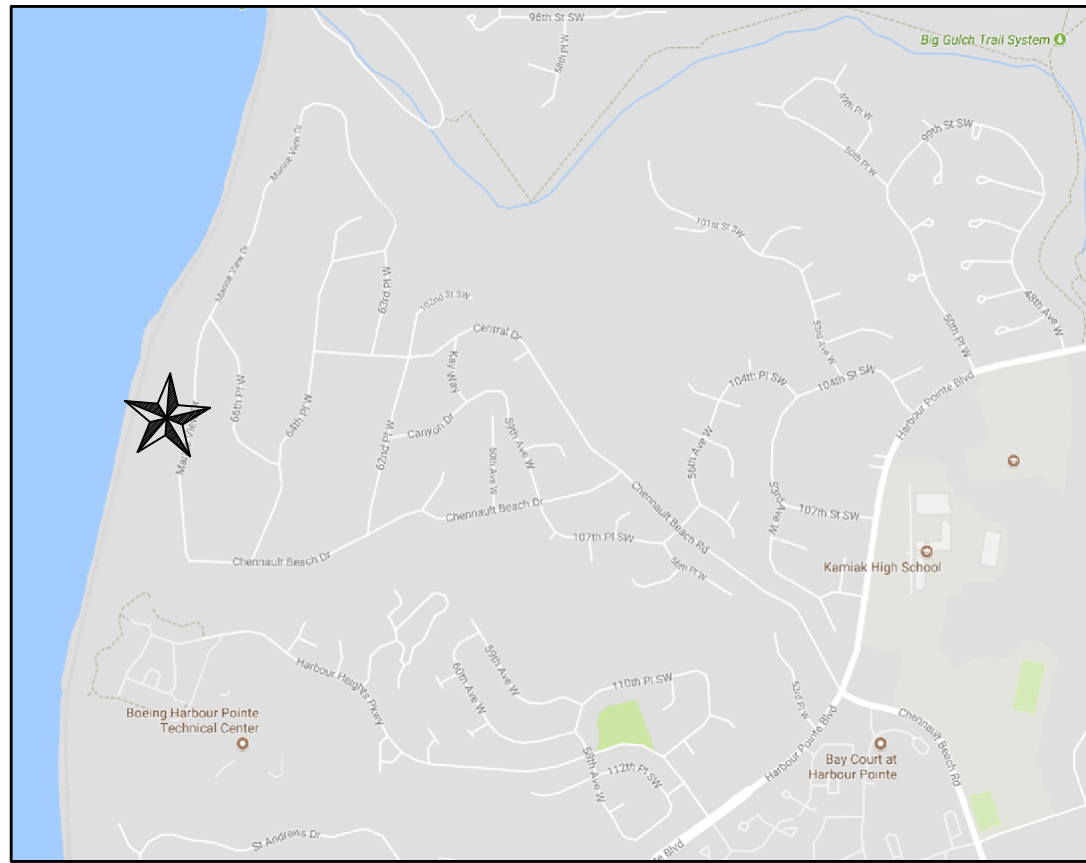 96th St SW
58th Pl W
Big Gulch Trail System
49th Pl W
99th St SW
50th Pl W
Marine View Dr
101st St SW
Marine View Dr
63rd Pl W
102nd St SW
48th Ave W
50th Pl W
Central Dr
53rd Ave W
Kay Way
104th Pl SW
104th St SW
Harbour Pointe Blvd
66th Pl W
64th Pl W
62nd Pl W
Canyon Dr
59th Ave W
60th Ave W
56th Ave W
Chennault Beach Dr
Chennault Beach Rd
53rd Ave W
107th St SW
107th Pl SW
Chennault Beach Dr
56th Pl W
Kamiak High School
Harbour Heights Pkwy
59th Ave W
60th Ave W
110th Pl SW
53rd Pl W
Boeing Harbour Pointe
Technical Center
Chennault Beach Rd
Harbour Pointe Blvd
58th Ave W
112th Pl SW
Bay Court at
Harbour Pointe
St Andrews Dr
Pointe Blvd